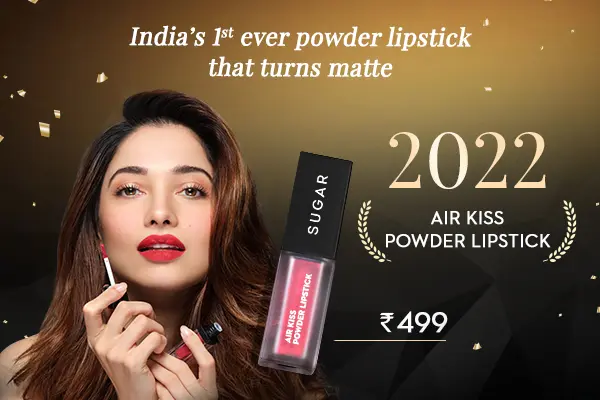 India's 1st ever powder lipstick
that turns matte
2022
AIR KISS
POWDER LIPSTICK
SUGAR
AIR KISS
POWDER LIPSTICK
₹499